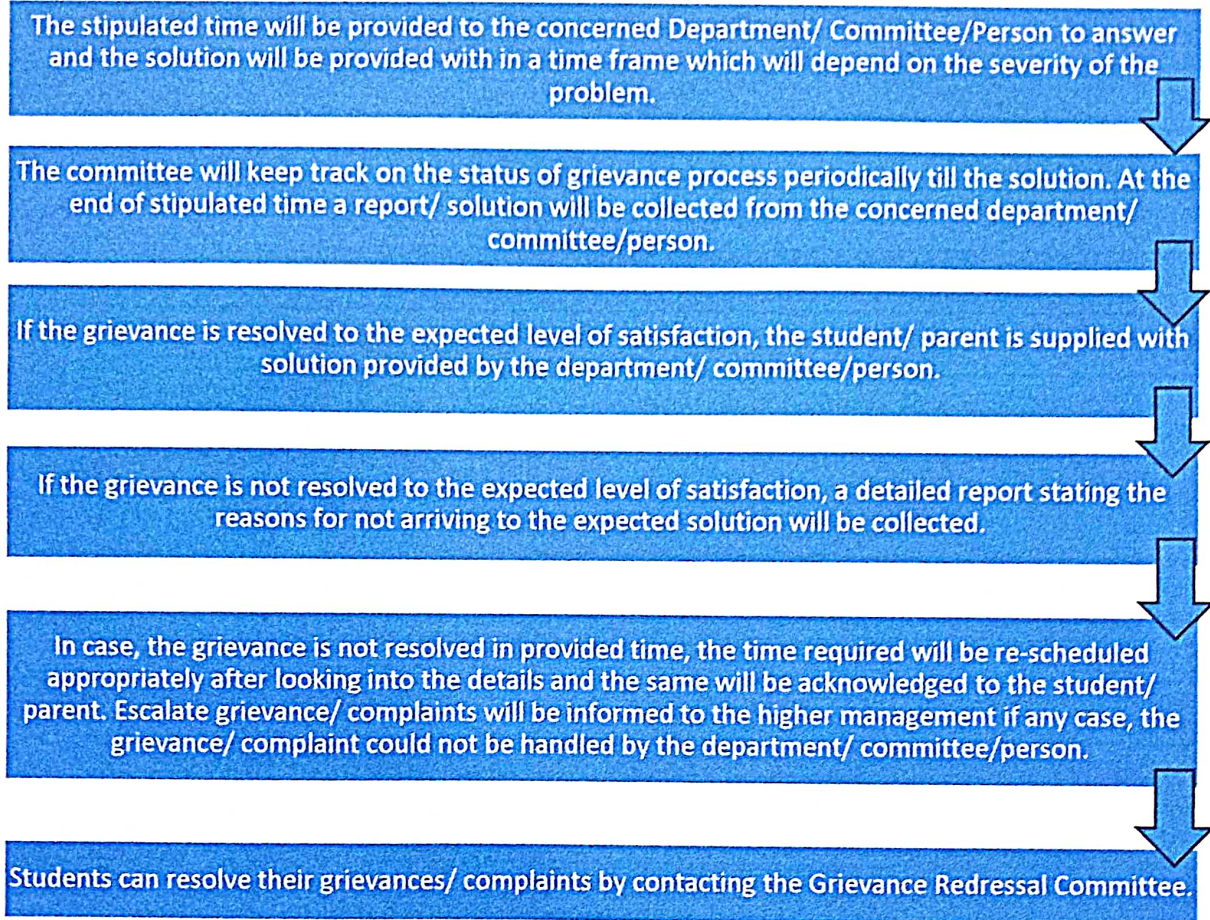 The stipulated time will be provided to the concerned Department/ Committee/Person to answer
and the solution will be provided with in a time frame which will depend on the severity of the
problem.
The committee will keep track on the status of grievance process periodically till the solution. At the
end of stipulated time a report/ solution will be collected from the concerned department/
committee/person.
If the grievance is resolved to the expected level of satisfaction, the student/ parent is supplied with
solution provided by the department/ committee/person.
If the grievance is not resolved to the expected level of satisfaction, a detailed report stating the
reasons for not arriving to the expected solution will be collected.
In case, the grievance is not resolved in provided time, the time required will be re-scheduled
appropriately after looking into the details and the same will be acknowledged to the student/
parent. Escalate grievance/ complaints will be informed to the higher management if any case, the
grievance/ complaint could not be handled by the department/ committee/person.
Students can resolve their grievances/ complaints by contacting the Grievance Redressal Committee.